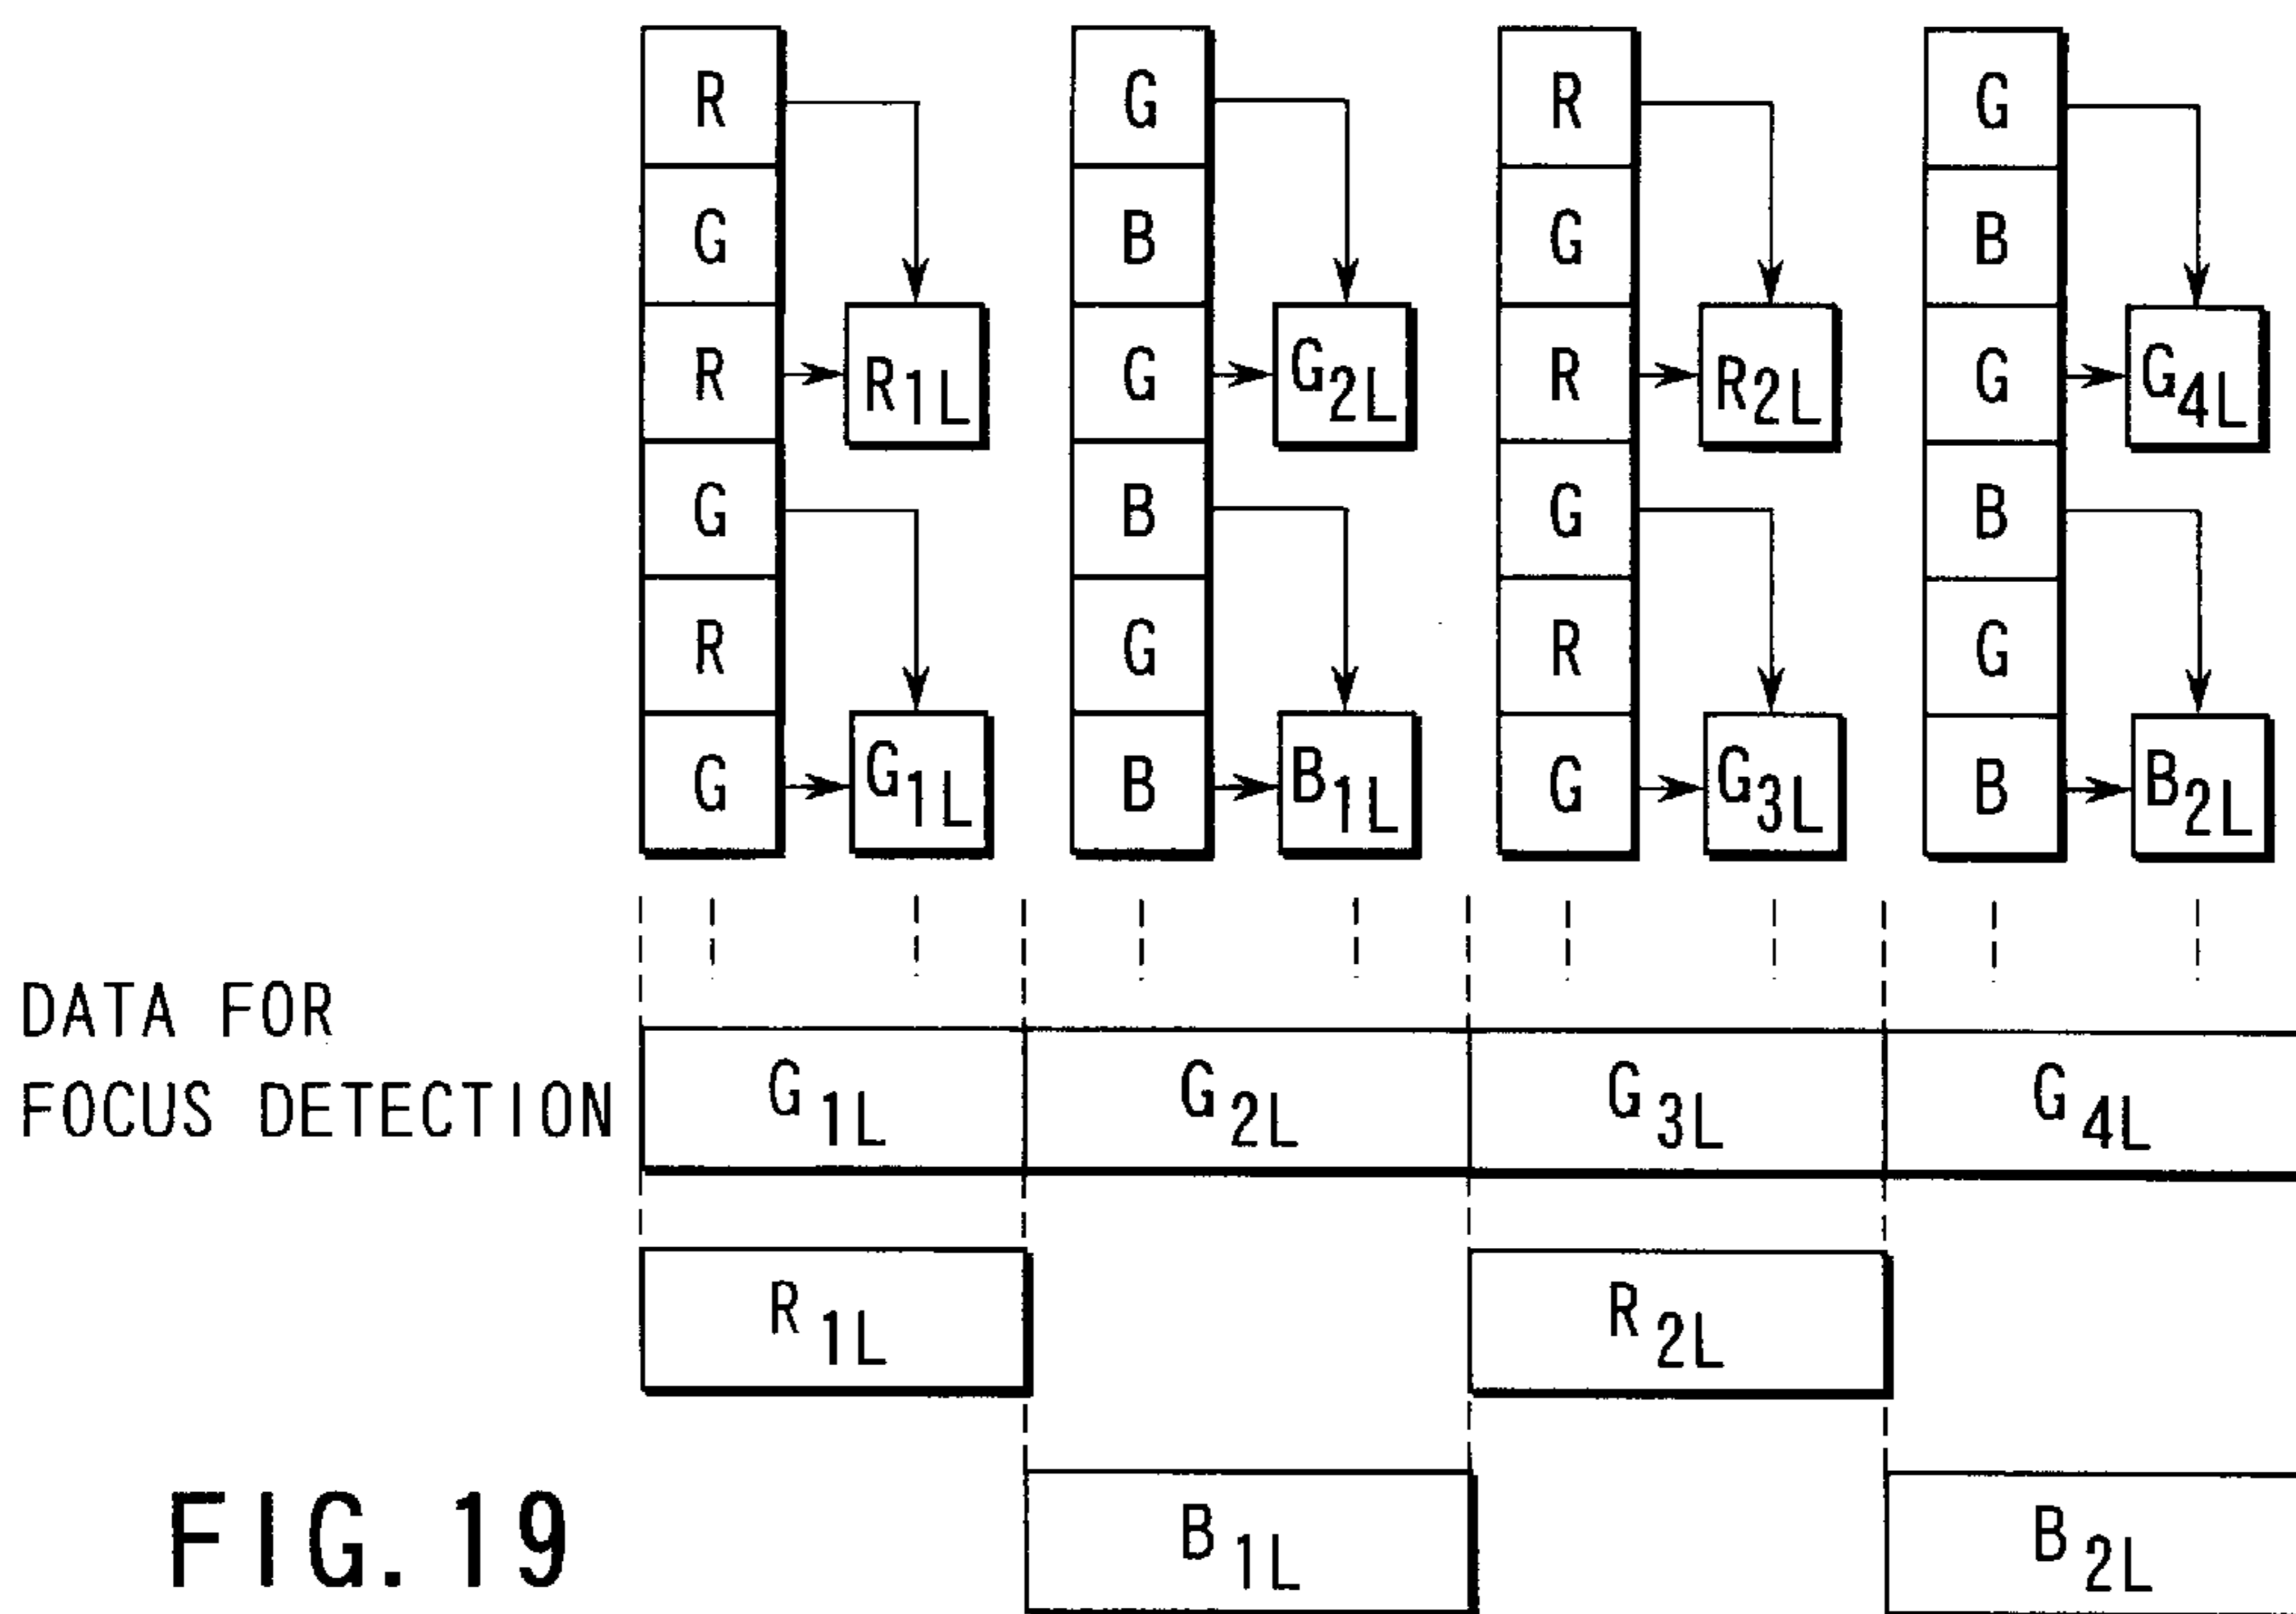 R G R G
G B G B
R R1L G G2L R R2L G G4L
G B G B
R G R G
G G1L B B1L G G3L B B2L
DATA FOR
FOCUS DETECTION G1L G2L G3L G4L
R1L R2L
B1L B2L
FIG. 19